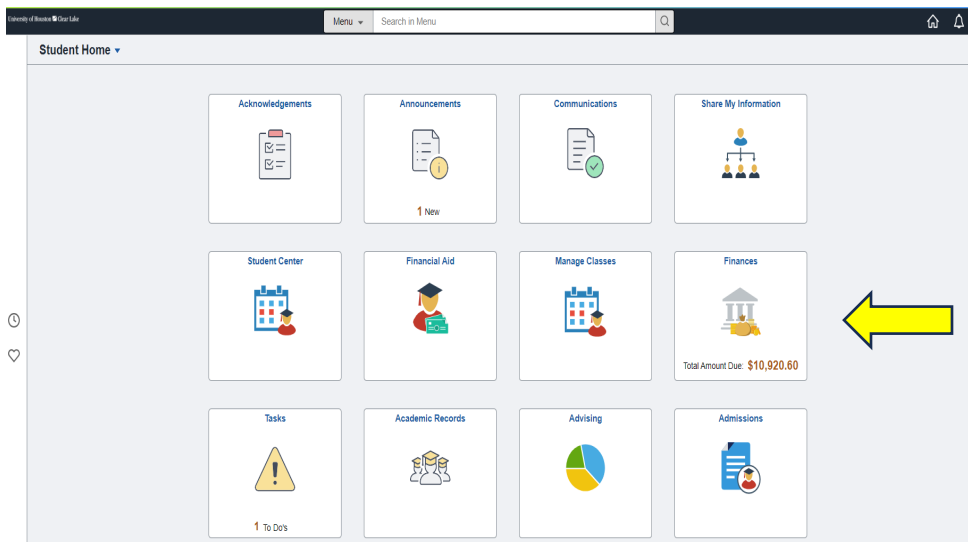 University of Houston Clear Lake
Menu
Search in Menu
Student Home
Acknowledgements
Announcements
Communications
Share My Information
1 New
Student Center
Financial Aid
Manage Classes
Finances
Total Amount Due: $10,920.60
Tasks
Academic Records
Advising
Admissions
1 To Do's